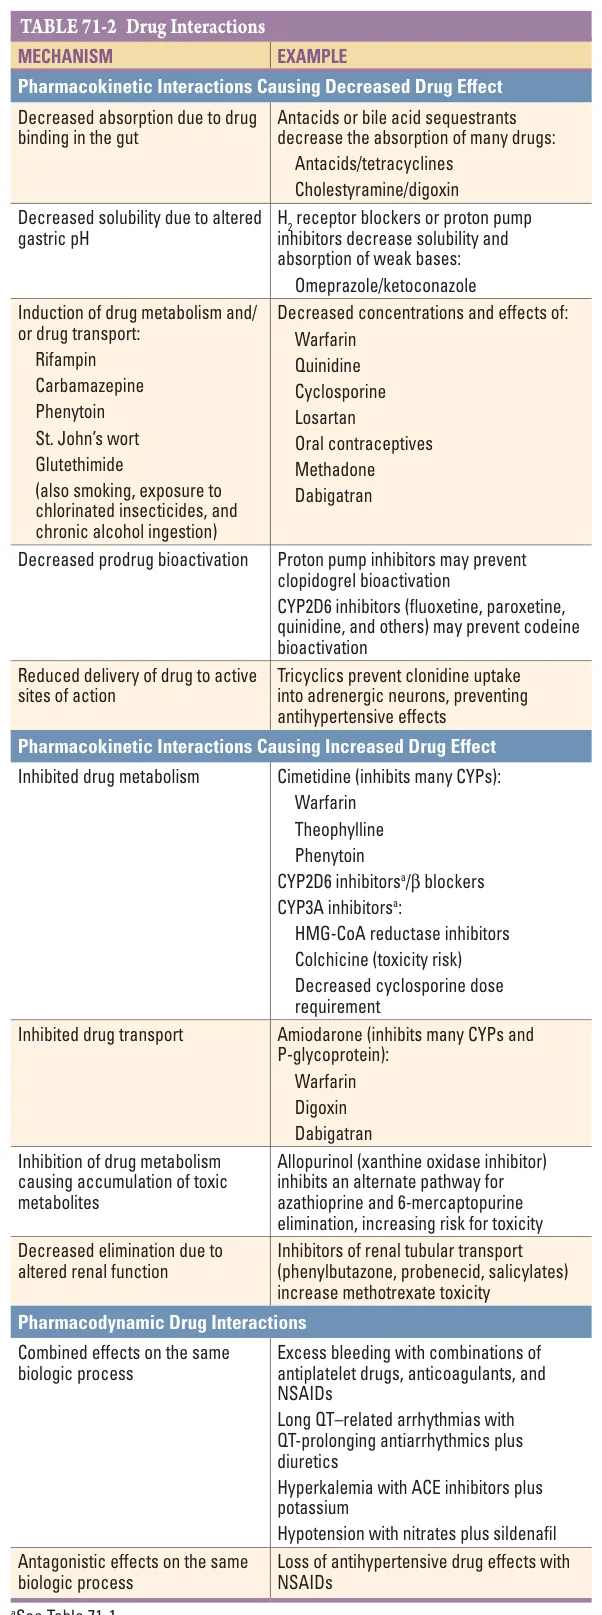 TABLE 71-2 Drug Interactions
MECHANISM EXAMPLE
Pharmacokinetic Interactions Causing Decreased Drug Effect
Decreased absorption due to drug
binding in the gut
Antacids or bile acid sequestrants
decrease the absorption of many drugs:
Antacids/tetracyclines
Cholestyramine/digoxin
Decreased solubility due to altered
gastric pH
H2 receptor blockers or proton pump
inhibitors decrease solubility and
absorption of weak bases:
Omeprazole/ketoconazole
Induction of drug metabolism and/
or drug transport:
Rifampin
Carbamazepine
Phenytoin
St. John’s wort
Glutethimide
(also smoking, exposure to
chlorinated insecticides, and
chronic alcohol ingestion)
Decreased concentrations and effects of:
Warfarin
Quinidine
Cyclosporine
Losartan
Oral contraceptives
Methadone
Dabigatran
Decreased prodrug bioactivation
Proton pump inhibitors may prevent
clopidogrel bioactivation
CYP2D6 inhibitors (fluoxetine, paroxetine,
quinidine, and others) may prevent codeine
bioactivation
Reduced delivery of drug to active
sites of action
Tricyclics prevent clonidine uptake
into adrenergic neurons, preventing
antihypertensive effects
Pharmacokinetic Interactions Causing Increased Drug Effect
Inhibited drug metabolism
Cimetidine (inhibits many CYPs):
Warfarin
Theophylline
Phenytoin
CYP2D6 inhibitorsᵃ/β blockers
CYP3A inhibitorsᵃ:
HMG-CoA reductase inhibitors
Colchicine (toxicity risk)
Decreased cyclosporine dose
requirement
Inhibited drug transport
Amiodarone (inhibits many CYPs and
P-glycoprotein):
Warfarin
Digoxin
Dabigatran
Inhibition of drug metabolism
causing accumulation of toxic
metabolites
Allopurinol (xanthine oxidase inhibitor)
inhibits an alternate pathway for
azathioprine and 6-mercaptopurine
elimination, increasing risk for toxicity
Decreased elimination due to
altered renal function
Inhibitors of renal tubular transport
(phenylbutazone, probenecid, salicylates)
increase methotrexate toxicity
Pharmacodynamic Drug Interactions
Combined effects on the same
biologic process
Excess bleeding with combinations of
antiplatelet drugs, anticoagulants, and
NSAIDs
Long QT–related arrhythmias with
QT-prolonging antiarrhythmics plus
diuretics
Hyperkalemia with ACE inhibitors plus
potassium
Hypotension with nitrates plus sildenafil
Antagonistic effects on the same
biologic process
Loss of antihypertensive drug effects with
NSAIDs
ᵃSee Table 71-1